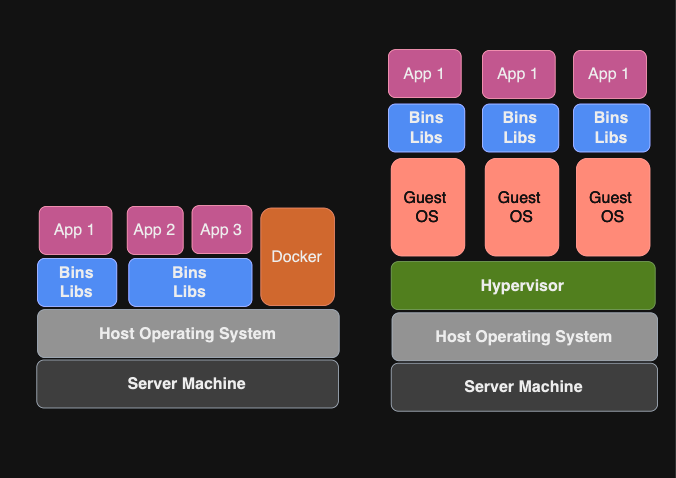 App 1
App 2
App 3
Docker
Bins
Libs
Bins
Libs
Host Operating System
Server Machine
App 1
App 1
App 1
Bins
Libs
Bins
Libs
Bins
Libs
Guest
OS
Guest
OS
Guest
OS
Hypervisor
Host Operating System
Server Machine